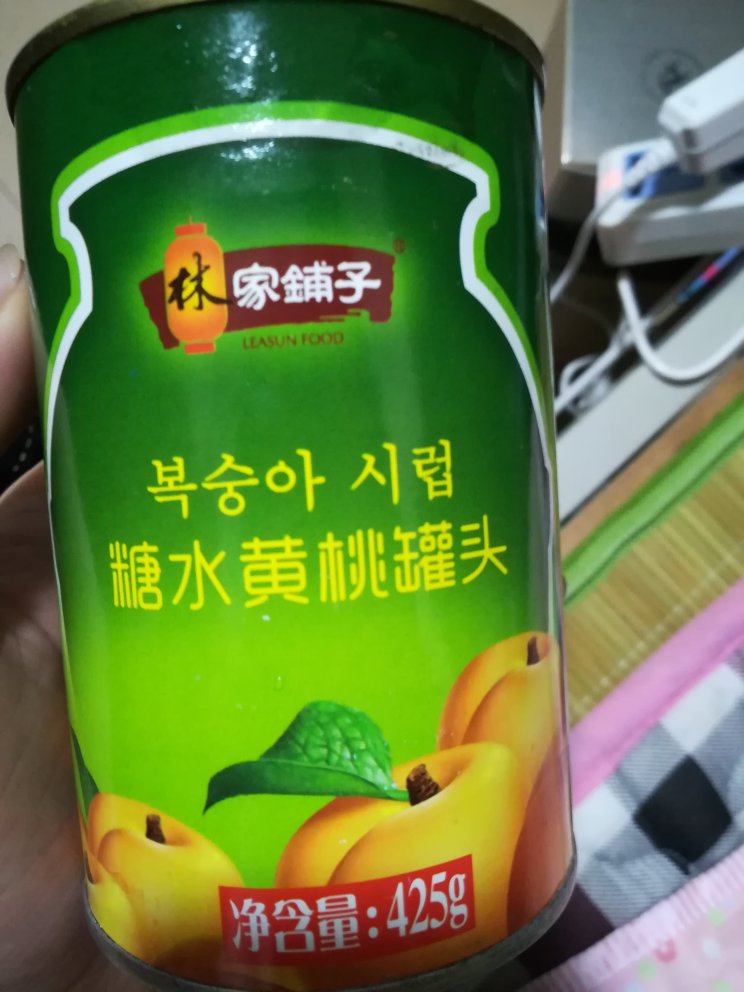 林家鋪子®
LEASUN FOOD
복숭아 시럽
糖水黄桃罐头
净含量:425g